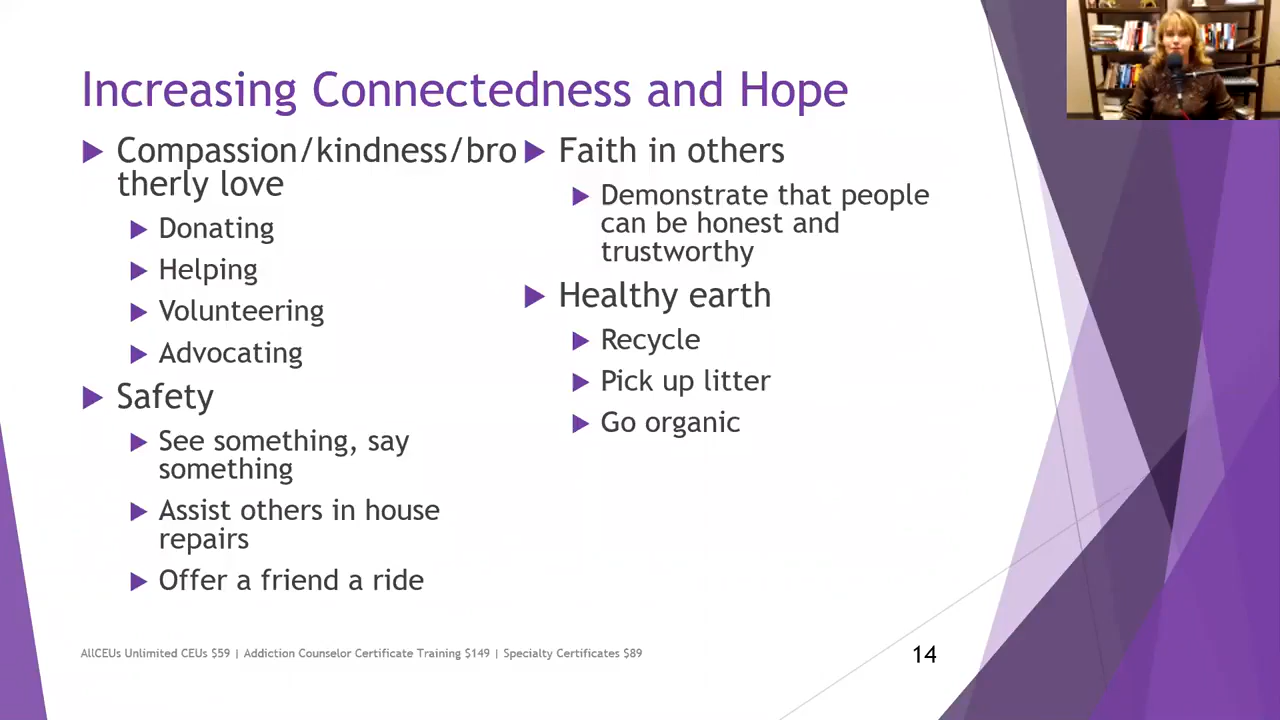 Increasing Connectedness and Hope
Compassion/kindness/bro
therly love
Donating
Helping
Volunteering
Advocating
Safety
See something, say
something
Assist others in house
repairs
Offer a friend a ride
Faith in others
Demonstrate that people
can be honest and
trustworthy
Healthy earth
Recycle
Pick up litter
Go organic
AllCEUs Unlimited CEUs $59 | Addiction Counselor Certificate Training $149 | Specialty Certificates $89
14